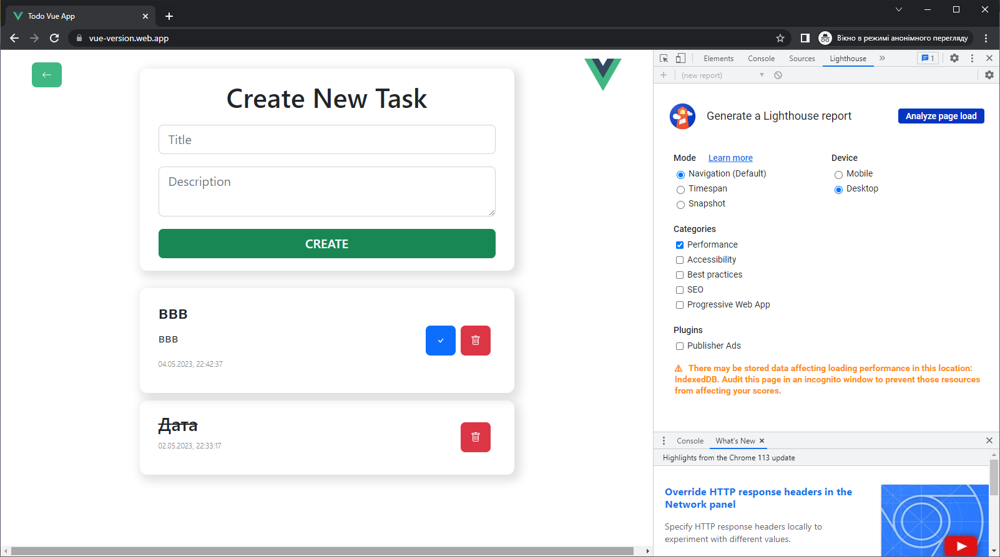 Todo Vue App
vue-version.web.app
Вікно в режимі анонімного перегляду
Create New Task
Title
Description
CREATE
BBB
BBB
04.05.2023, 22:42:37
Дата
02.05.2023, 22:33:17
Elements Console Sources Lighthouse 1
(new report)
Generate a Lighthouse report
Analyze page load
Mode Learn more
Navigation (Default)
Timespan
Snapshot
Device
Mobile
Desktop
Categories
Performance
Accessibility
Best practices
SEO
Progressive Web App
Plugins
Publisher Ads
There may be stored data affecting loading performance in this location:
IndexedDB. Audit this page in an incognito window to prevent those resources
from affecting your scores.
Console What's New
Highlights from the Chrome 113 update
Override HTTP response headers in the
Network panel
Specify HTTP response headers locally to
experiment with different values.